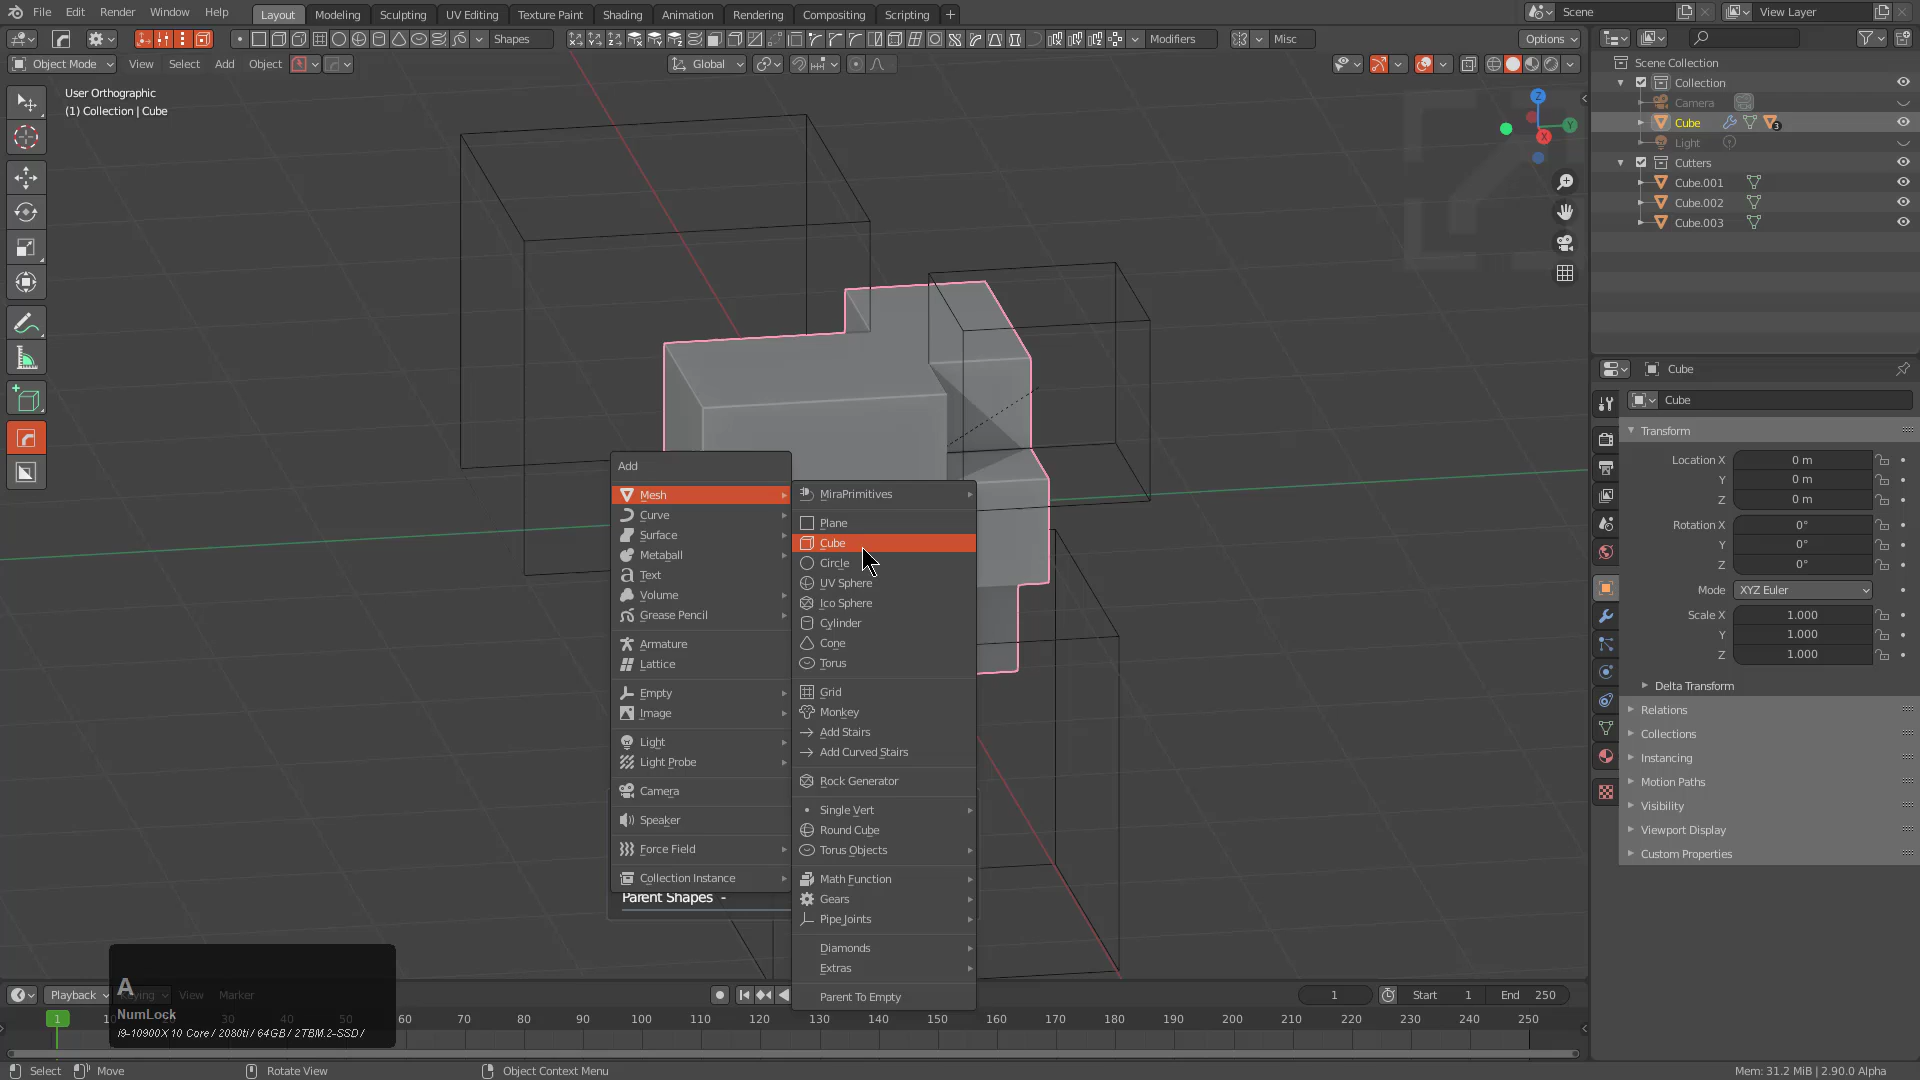 File Edit Render Window Help Layout Modeling Sculpting UV Editing Texture Paint Shading Animation Rendering Compositing Scripting + Scene View Layer
Shapes Modifiers Misc Options
Object Mode View Select Add Object Global
User Orthographic
(1) Collection | Cube
Z
Y
X
Scene Collection
Collection
Camera
Cube 3
Light
Cutters
Cube.001
Cube.002
Cube.003
Cube
Cube
Transform
Location X 0 m
Y 0 m
Z 0 m
Rotation X 0°
Y 0°
Z 0°
Mode XYZ Euler
Scale X 1.000
Y 1.000
Z 1.000
Delta Transform
Relations
Collections
Instancing
Motion Paths
Visibility
Viewport Display
Custom Properties
Add
Mesh
Curve
Surface
Metaball
Text
Volume
Grease Pencil
Armature
Lattice
Empty
Image
Light
Light Probe
Camera
Speaker
Force Field
Collection Instance
Parent Shapes -
MiraPrimitives
Plane
Cube
Circle
UV Sphere
Ico Sphere
Cylinder
Cone
Torus
Grid
Monkey
Add Stairs
Add Curved Stairs
Rock Generator
Single Vert
Round Cube
Torus Objects
Math Function
Gears
Pipe Joints
Diamonds
Extras
Parent To Empty
A
NumLock
i9-10900X 10 Core / 2080ti / 64GB / 2TBM.2-SSD /
Playback Keying View Marker 1 Start 1 End 250
1 10 40 50 60 70 80 90 100 110 120 130 140 150 160 170 180 190 200 210 220 230 240 250
Select Move Rotate View Object Context Menu Mem: 31.2 MiB | 2.90.0 Alpha